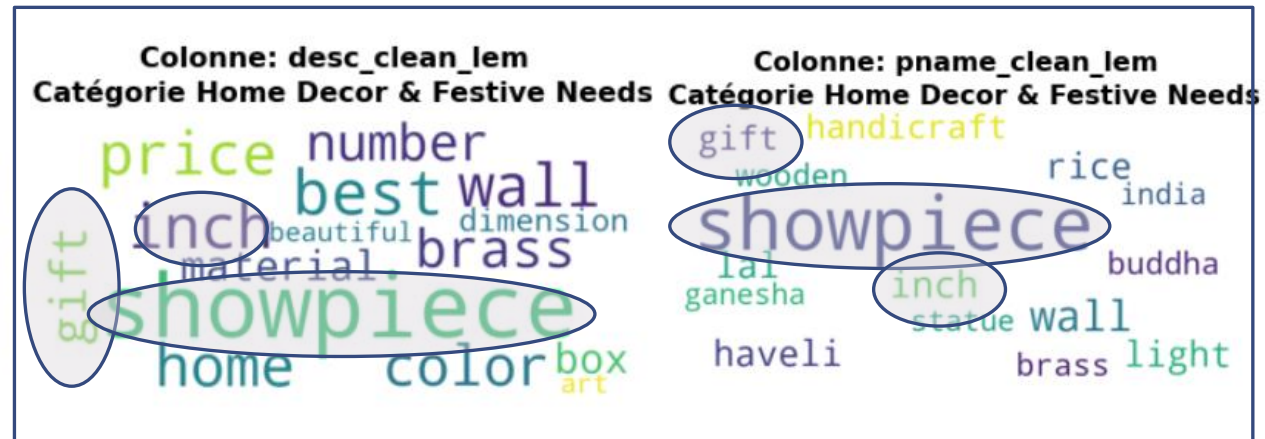 Colonne: desc_clean_lem
Catégorie Home Decor & Festive Needs
price number
best wall
inch beautiful dimension
material brass
gift showpiece
home color box
art
Colonne: pname_clean_lem
Catégorie Home Decor & Festive Needs
gift handicraft
wooden rice
india
showpiece
lal buddha
ganesha inch
statue wall
haveli brass light